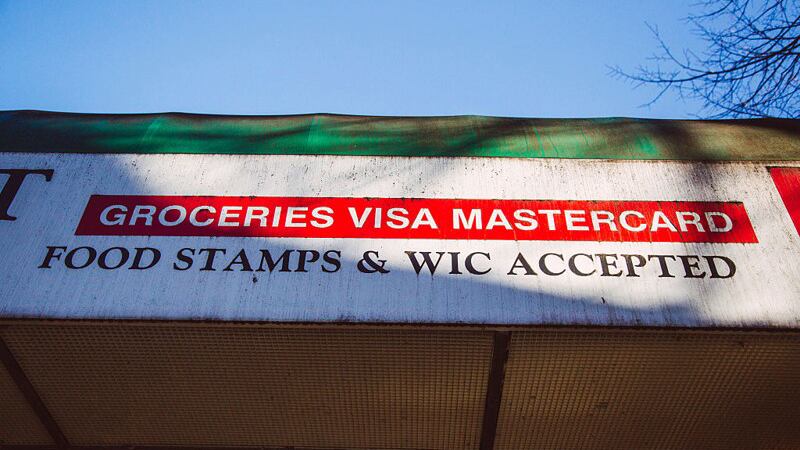 T
GROCERIES VISA MASTERCARD
FOOD STAMPS & WIC ACCEPTED